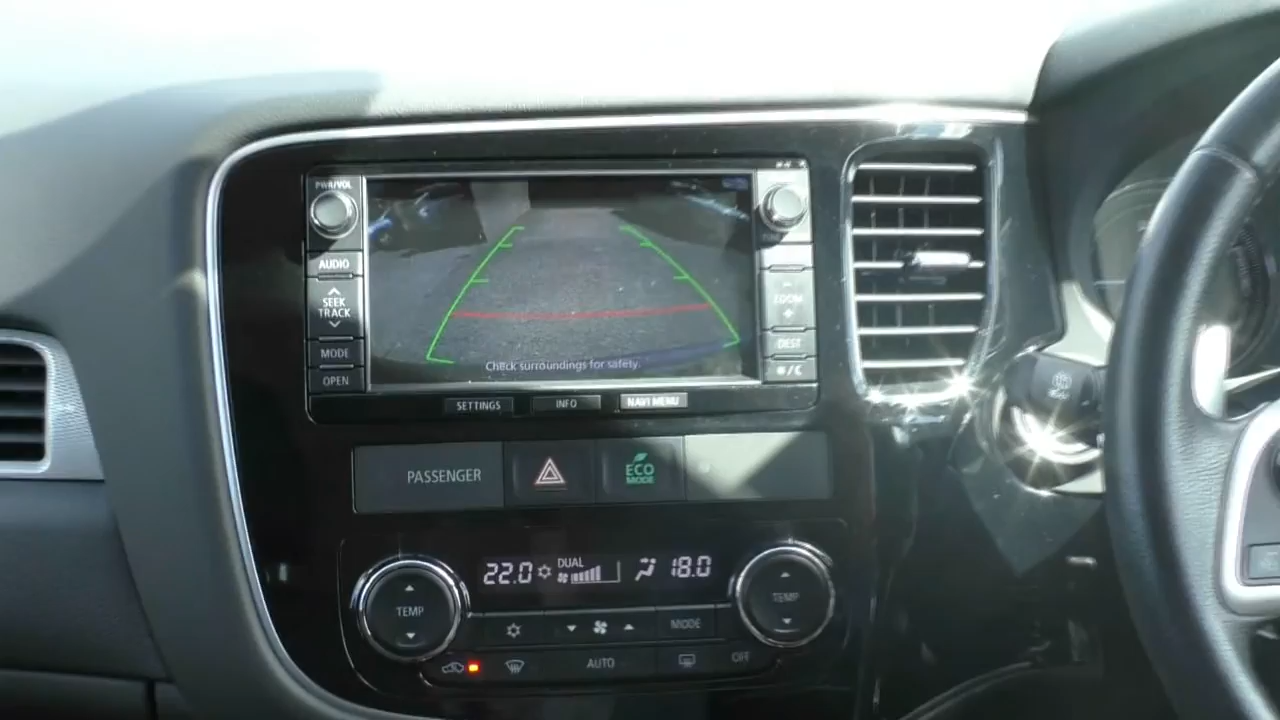 PWR/VOL
AUDIO
SEEK
TRACK
MODE
OPEN
Check surroundings for safety.
ZOOM
DEST
SETTINGS
INFO
NAVI MENU
PASSENGER
ECO
MODE
22.0
DUAL
18.0
TEMP
TEMP
MODE
AUTO
OFF